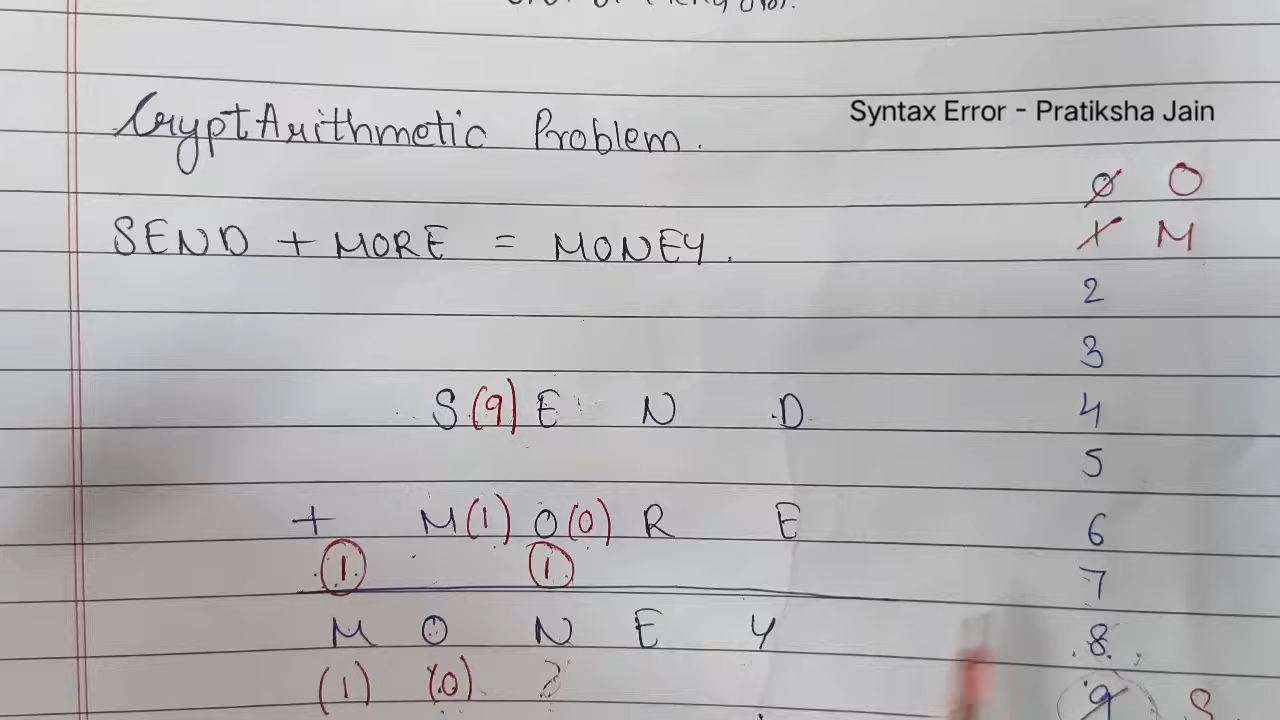 CryptArithmetic Problem.
Syntax Error - Pratiksha Jain
0 O
1 M
SEND + MORE = MONEY.
2
3
S(9) E N D
4
5
+ M(1) O(0) R E
6
1 1
7
M O N E Y
8
(1) (0)
9 S